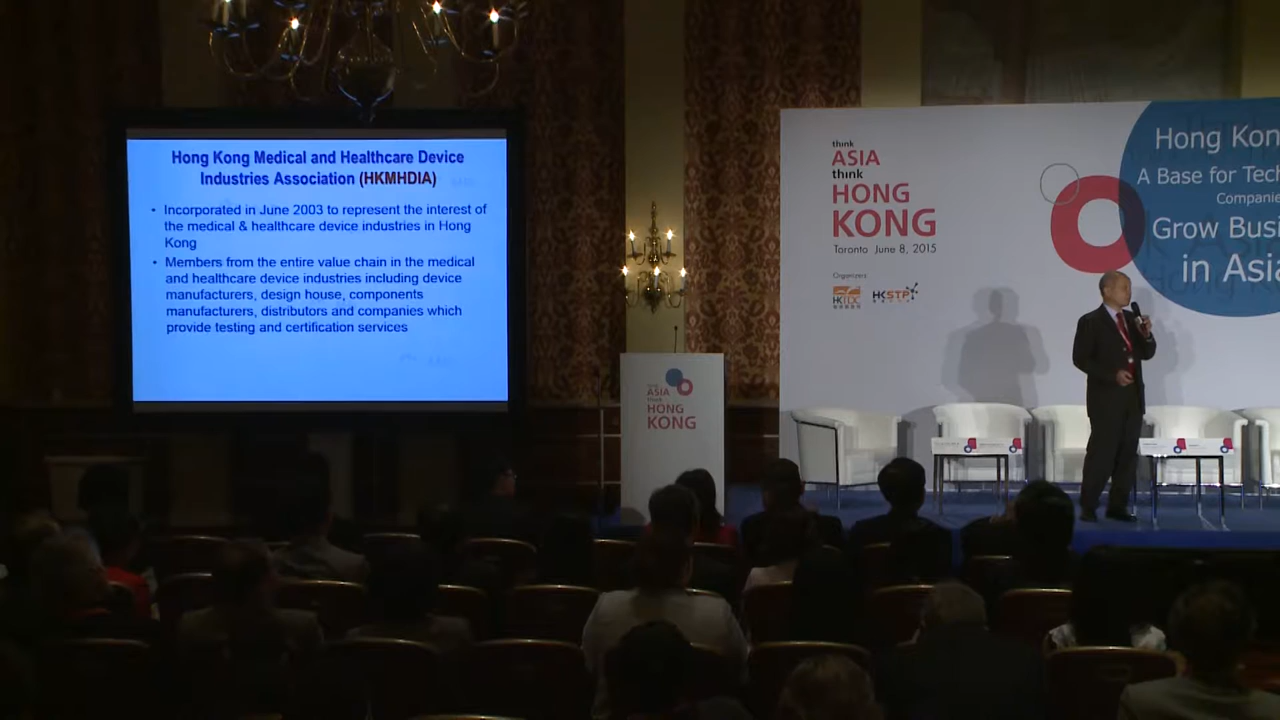 Hong Kong Medical and Healthcare Device
Industries Association (HKMHDIA)
• Incorporated in June 2003 to represent the interest of
the medical & healthcare device industries in Hong
Kong
• Members from the entire value chain in the medical
and healthcare device industries including device
manufacturers, design house, components
manufacturers, distributors and companies which
provide testing and certification services
think
ASIA
think
HONG
KONG
Toronto June 8, 2015
Organizers
HKTDC
HKSTP
Hong Kon
A Base for Tech
Companie
Grow Busi
in Asia
ASIA
think
HONG
KONG